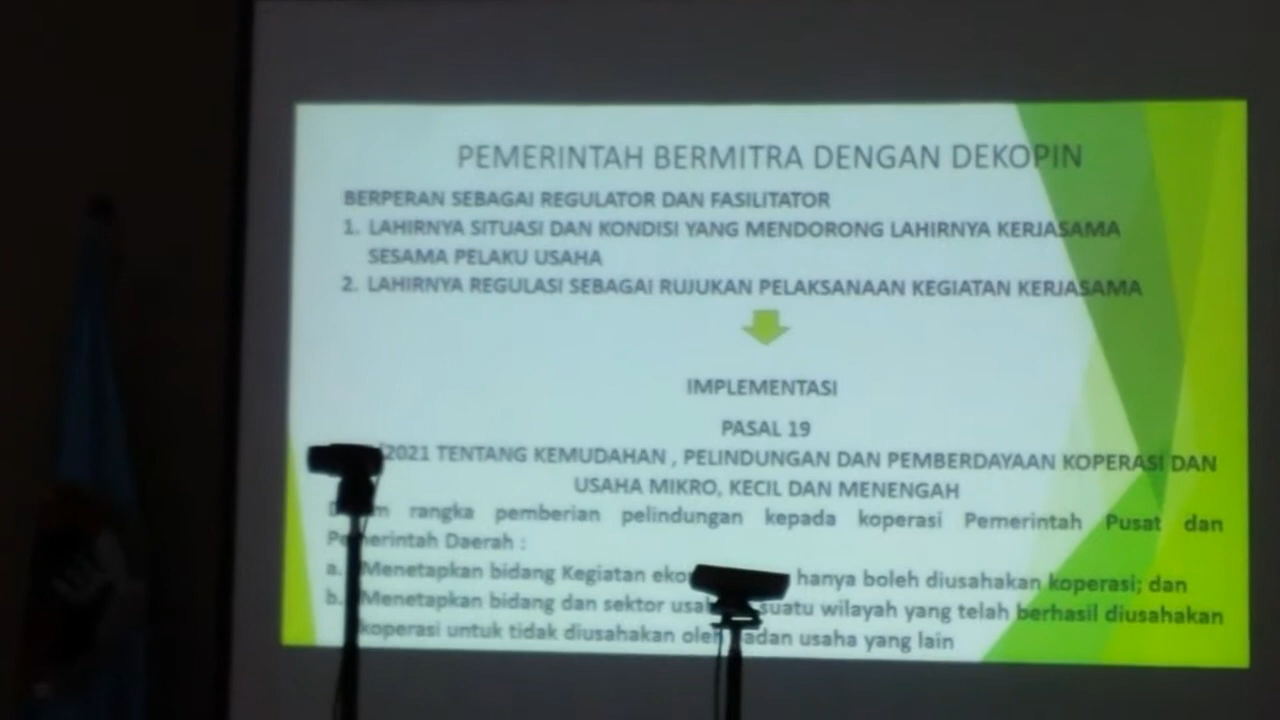 PEMERINTAH BERMITRA DENGAN DEKOPIN
BERPERAN SEBAGAI REGULATOR DAN FASILITATOR
1. LAHIRNYA SITUASI DAN KONDISI YANG MENDORONG LAHIRNYA KERJASAMA
SESAMA PELAKU USAHA
2. LAHIRNYA REGULASI SEBAGAI RUJUKAN PELAKSANAAN KEGIATAN KERJASAMA
IMPLEMENTASI
PASAL 19
/2021 TENTANG KEMUDAHAN , PELINDUNGAN DAN PEMBERDAYAAN KOPERASI DAN
USAHA MIKRO, KECIL DAN MENENGAH
rangka pemberian pelindungan kepada koperasi Pemerintah Pusat dan
Pemerintah Daerah :
a. Menetapkan bidang Kegiatan hanya boleh diusahakan koperasi; dan
b. Menetapkan bidang dan sektor suatu wilayah yang telah berhasil diusahakan
koperasi untuk tidak diusahakan oleh badan usaha yang lain